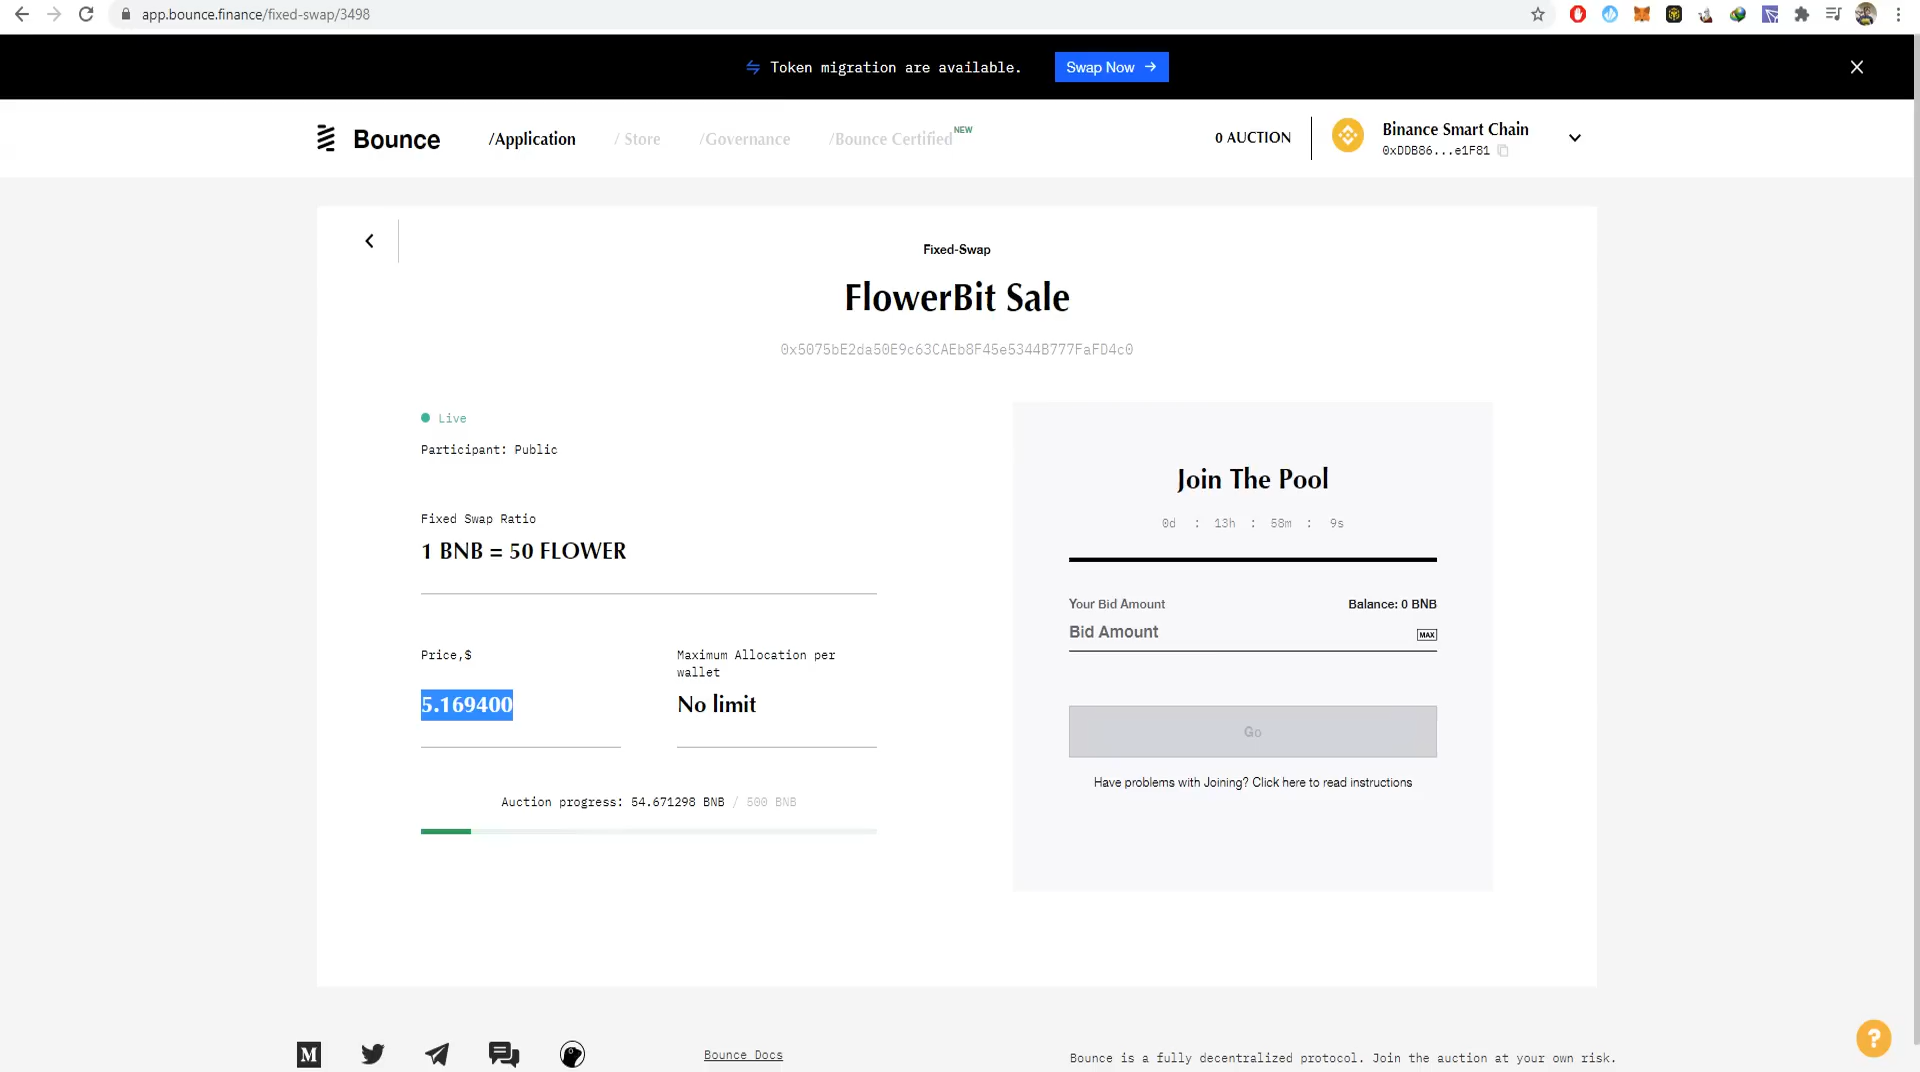 app.bounce.finance/fixed-swap/3498
Token migration are available.
Swap Now →
Bounce
/Application
/ Store
/Governance
/Bounce Certified NEW
0 AUCTION
Binance Smart Chain
0xDDB86...e1F81
Fixed-Swap
FlowerBit Sale
0x5075bE2da50E9c63CAEb8F45e5344B777FaFD4c0
Live
Participant: Public
Fixed Swap Ratio
1 BNB = 50 FLOWER
Price,$
5.169400
Maximum Allocation per
wallet
No limit
Auction progress: 54.671298 BNB / 500 BNB
Join The Pool
0d : 13h : 58m : 9s
Your Bid Amount
Balance: 0 BNB
Bid Amount
MAX
Go
Have problems with Joining? Click here to read instructions
M
Bounce Docs
Bounce is a fully decentralized protocol. Join the auction at your own risk.
?